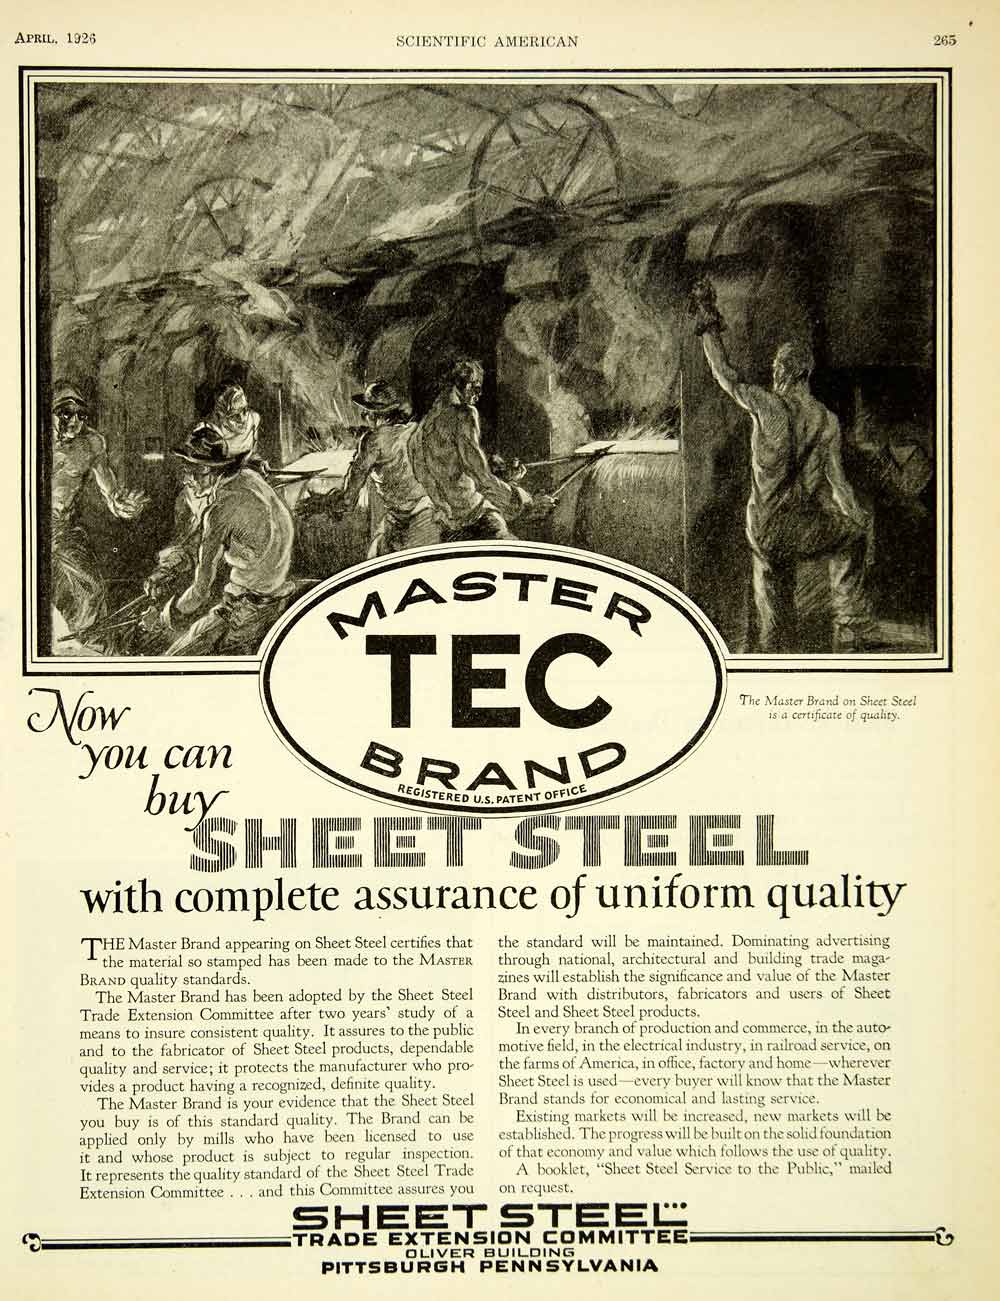 APRIL, 1926
SCIENTIFIC AMERICAN
265
MASTER
TEC
BRAND
REGISTERED U.S. PATENT OFFICE
The Master Brand on Sheet Steel
is a certificate of quality.
Now
you can
buy
SHEET STEEL
with complete assurance of uniform quality
THE Master Brand appearing on Sheet Steel certifies that
the material so stamped has been made to the MASTER
BRAND quality standards.
The Master Brand has been adopted by the Sheet Steel
Trade Extension Committee after two years' study of a
means to insure consistent quality. It assures to the public
and to the fabricator of Sheet Steel products, dependable
quality and service; it protects the manufacturer who pro-
vides a product having a recognized, definite quality.
The Master Brand is your evidence that the Sheet Steel
you buy is of this standard quality. The Brand can be
applied only by mills who have been licensed to use
it and whose product is subject to regular inspection.
It represents the quality standard of the Sheet Steel Trade
Extension Committee . . . and this Committee assures you
the standard will be maintained. Dominating advertising
through national, architectural and building trade maga-
zines will establish the significance and value of the Master
Brand with distributors, fabricators and users of Sheet
Steel and Sheet Steel products.
In every branch of production and commerce, in the auto-
motive field, in the electrical industry, in railroad service, on
the farms of America, in office, factory and home—wherever
Sheet Steel is used—every buyer will know that the Master
Brand stands for economical and lasting service.
Existing markets will be increased, new markets will be
established. The progress will be built on the solid foundation
of that economy and value which follows the use of quality.
A booklet, "Sheet Steel Service to the Public," mailed
on request.
SHEET STEEL
TRADE EXTENSION COMMITTEE
OLIVER BUILDING
PITTSBURGH PENNSYLVANIA